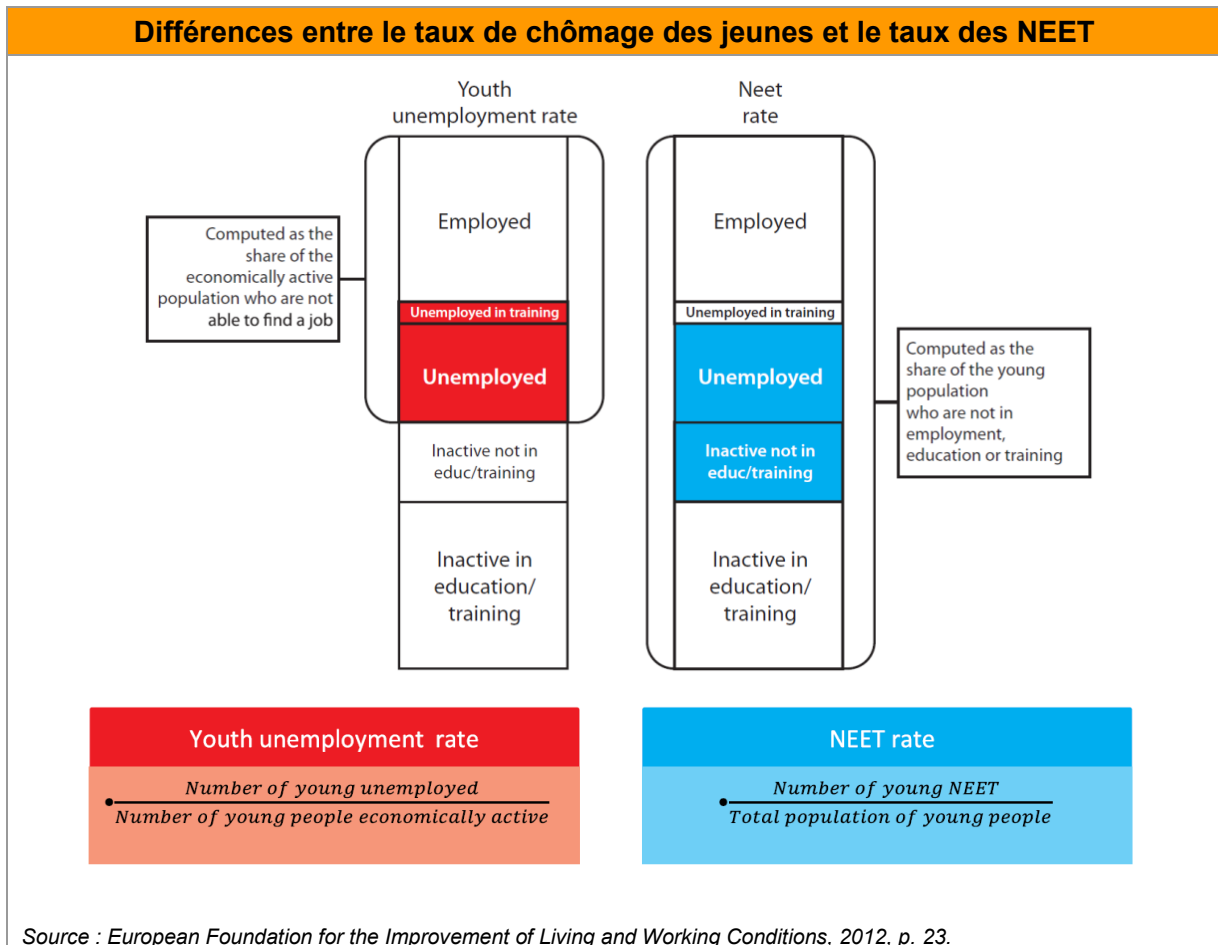 Différences entre le taux de chômage des jeunes et le taux des NEET
Youth
unemployment rate
Neet
rate
Computed as the
share of the
economically active
population who are not
able to find a job
Employed
Unemployed in training
Unemployed
Inactive not in
educ/training
Inactive in
education/
training
Employed
Unemployed in training
Unemployed
Inactive not in
educ/training
Inactive in
education/
training
Computed as the
share of the young
population
who are not in
employment,
education or training
Youth unemployment rate
Number of young unemployed
Number of young people economically active
NEET rate
Number of young NEET
Total population of young people
Source : European Foundation for the Improvement of Living and Working Conditions, 2012, p. 23.